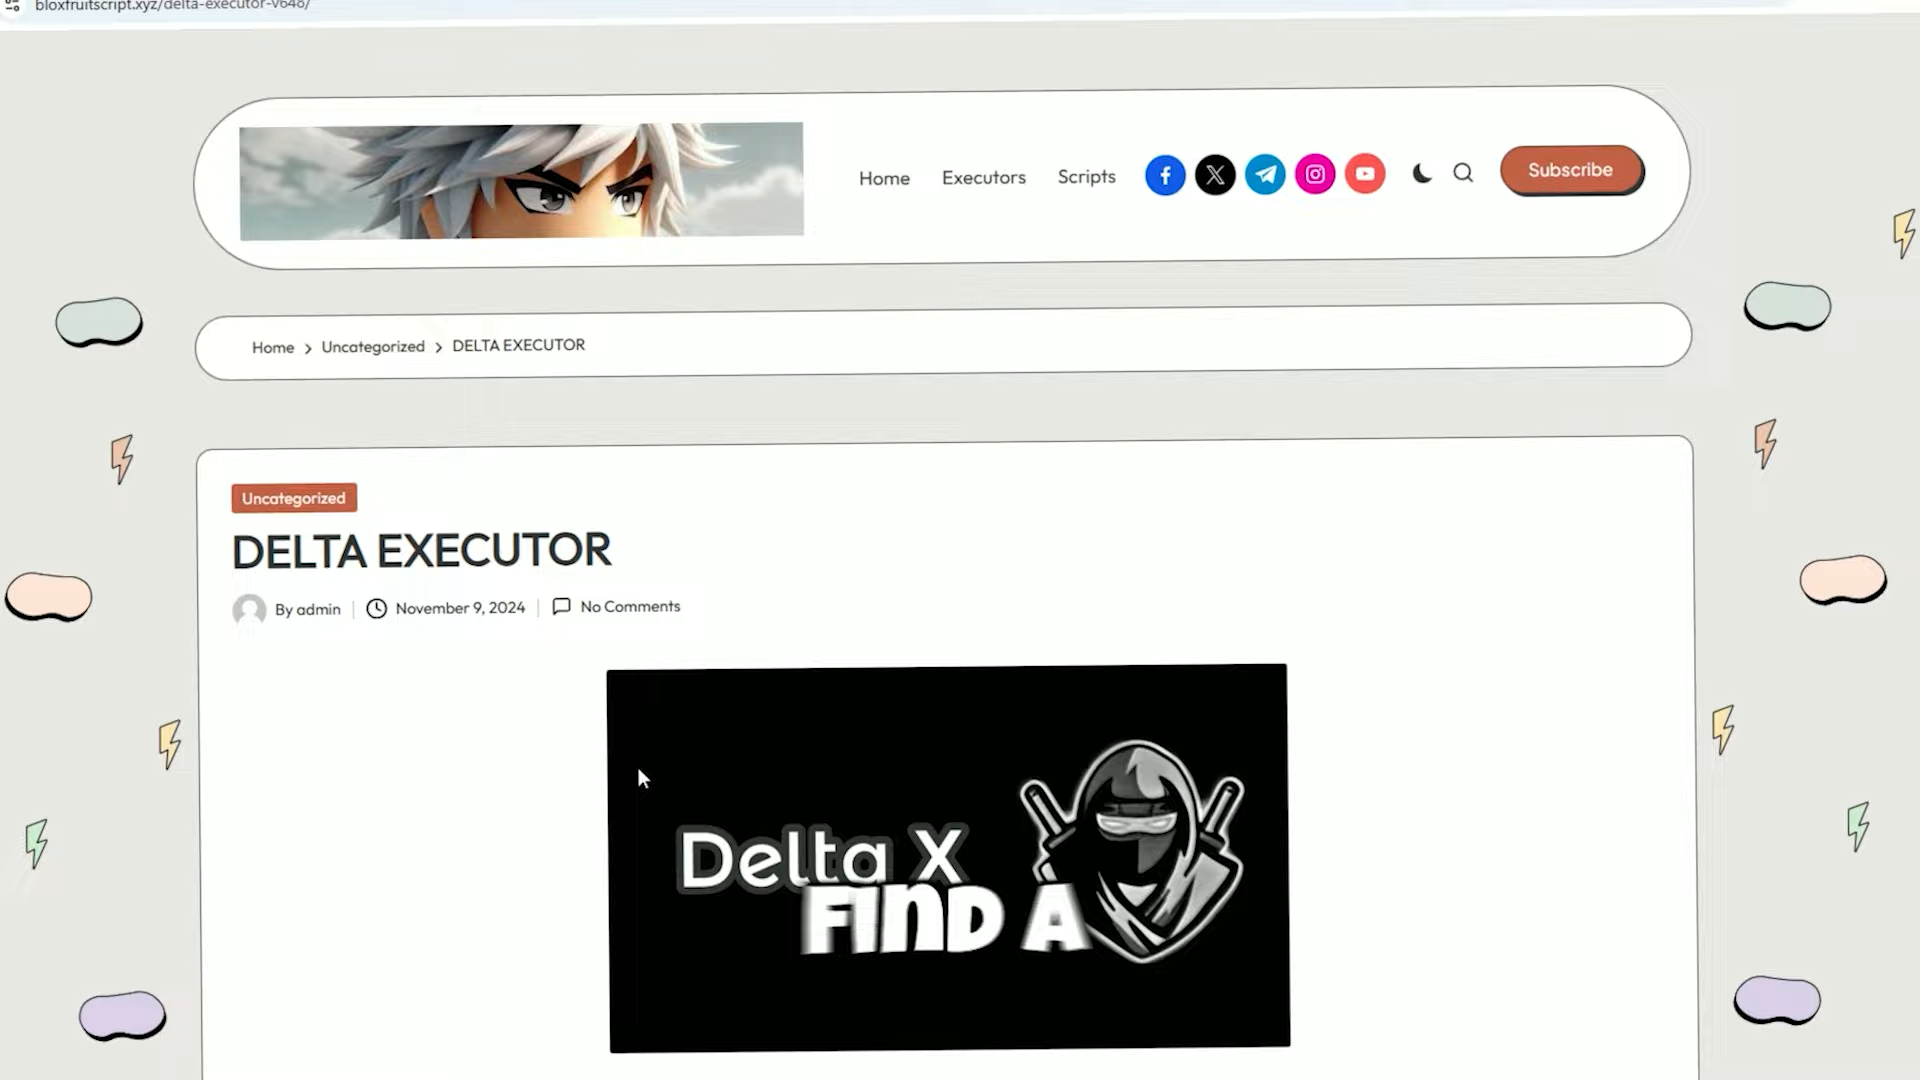 bloxfruitscript.xyz/delta-executor-v648/
Home Executors Scripts Subscribe
Home > Uncategorized > DELTA EXECUTOR
Uncategorized
DELTA EXECUTOR
By admin | November 9, 2024 | No Comments
Delta X
FIND A